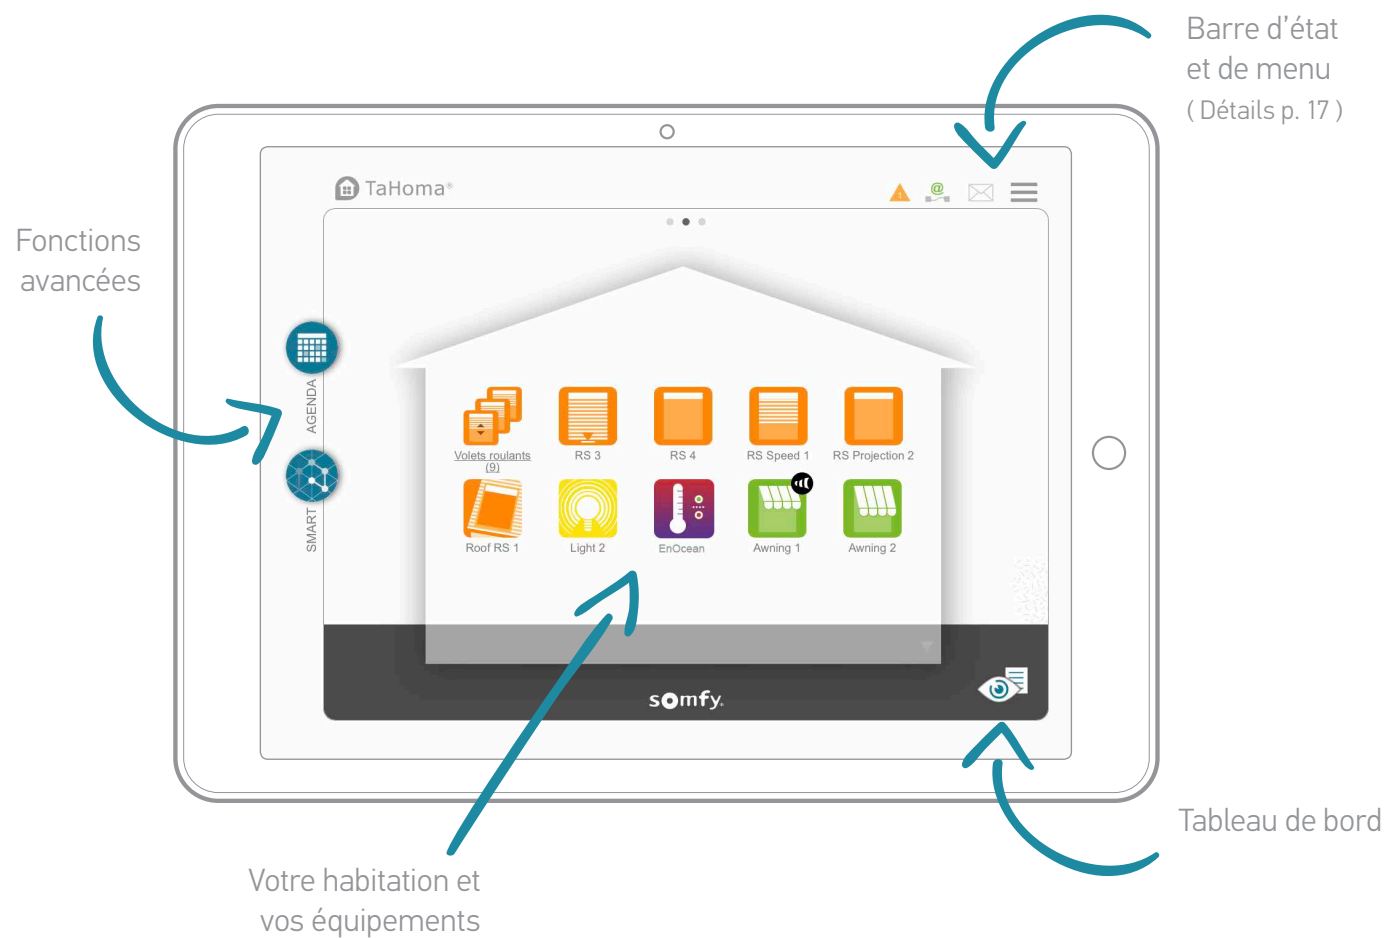 Barre d’état
et de menu
( Détails p. 17 )
TaHoma®
1
@
Fonctions
avancées
AGENDA
SMART
Volets roulants
(9)
RS 3
RS 4
RS Speed 1
RS Projection 2
Roof RS 1
Light 2
EnOcean
Awning 1
Awning 2
somfy.
Tableau de bord
Votre habitation et
vos équipements